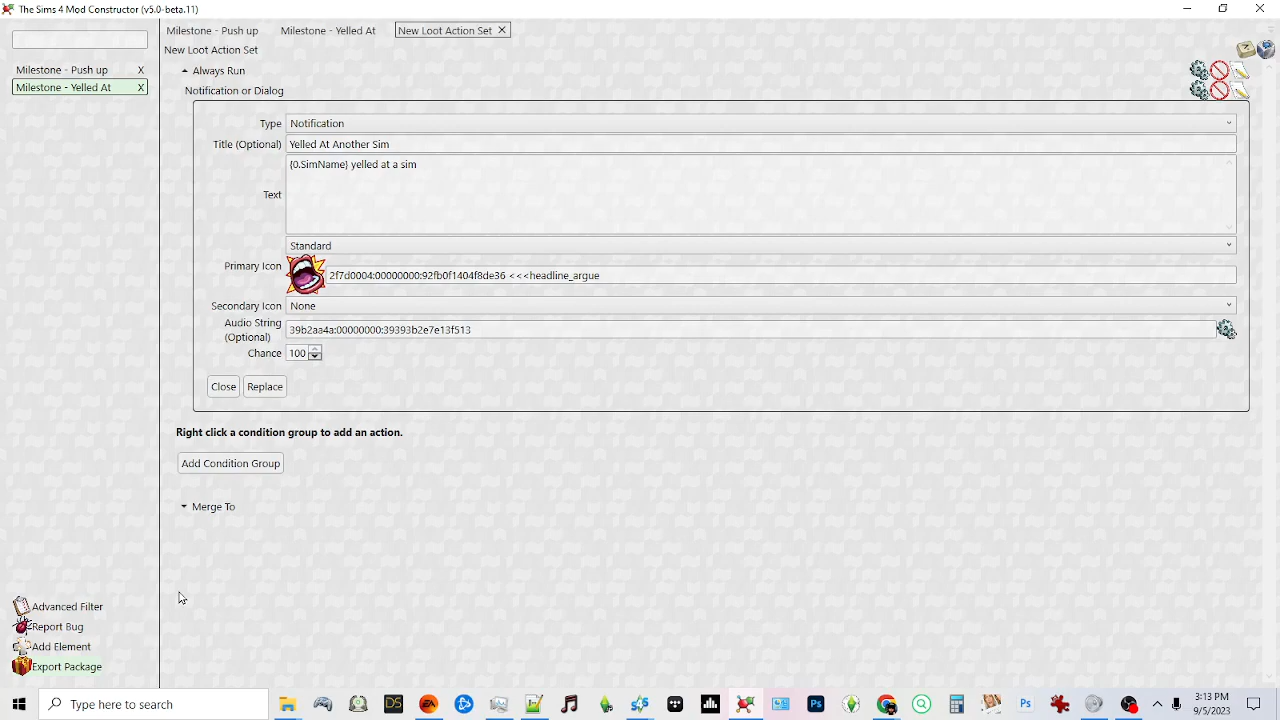 The Sims 4 Mod Constructor (v5.0-beta.11)
Milestone - Push up
Milestone - Yelled At
New Loot Action Set X
New Loot Action Set
Milestone - Push up X
Milestone - Yelled At X
Always Run
Notification or Dialog
Type Notification
Title (Optional) Yelled At Another Sim
Text {0.SimName} yelled at a sim
Standard
Primary Icon 2f7d0004:00000000:92fb0f1404f8de36 <<<headline_argue
Secondary Icon None
Audio String (Optional) 39b2aa4a:00000000:39393b2e7e13f513
Chance 100
Close Replace
Right click a condition group to add an action.
Add Condition Group
Merge To
Advanced Filter
Report Bug
Add Element
Export Package
Type here to search
DS
EA
Ps
Ps
3:13 PM
9/5/2023